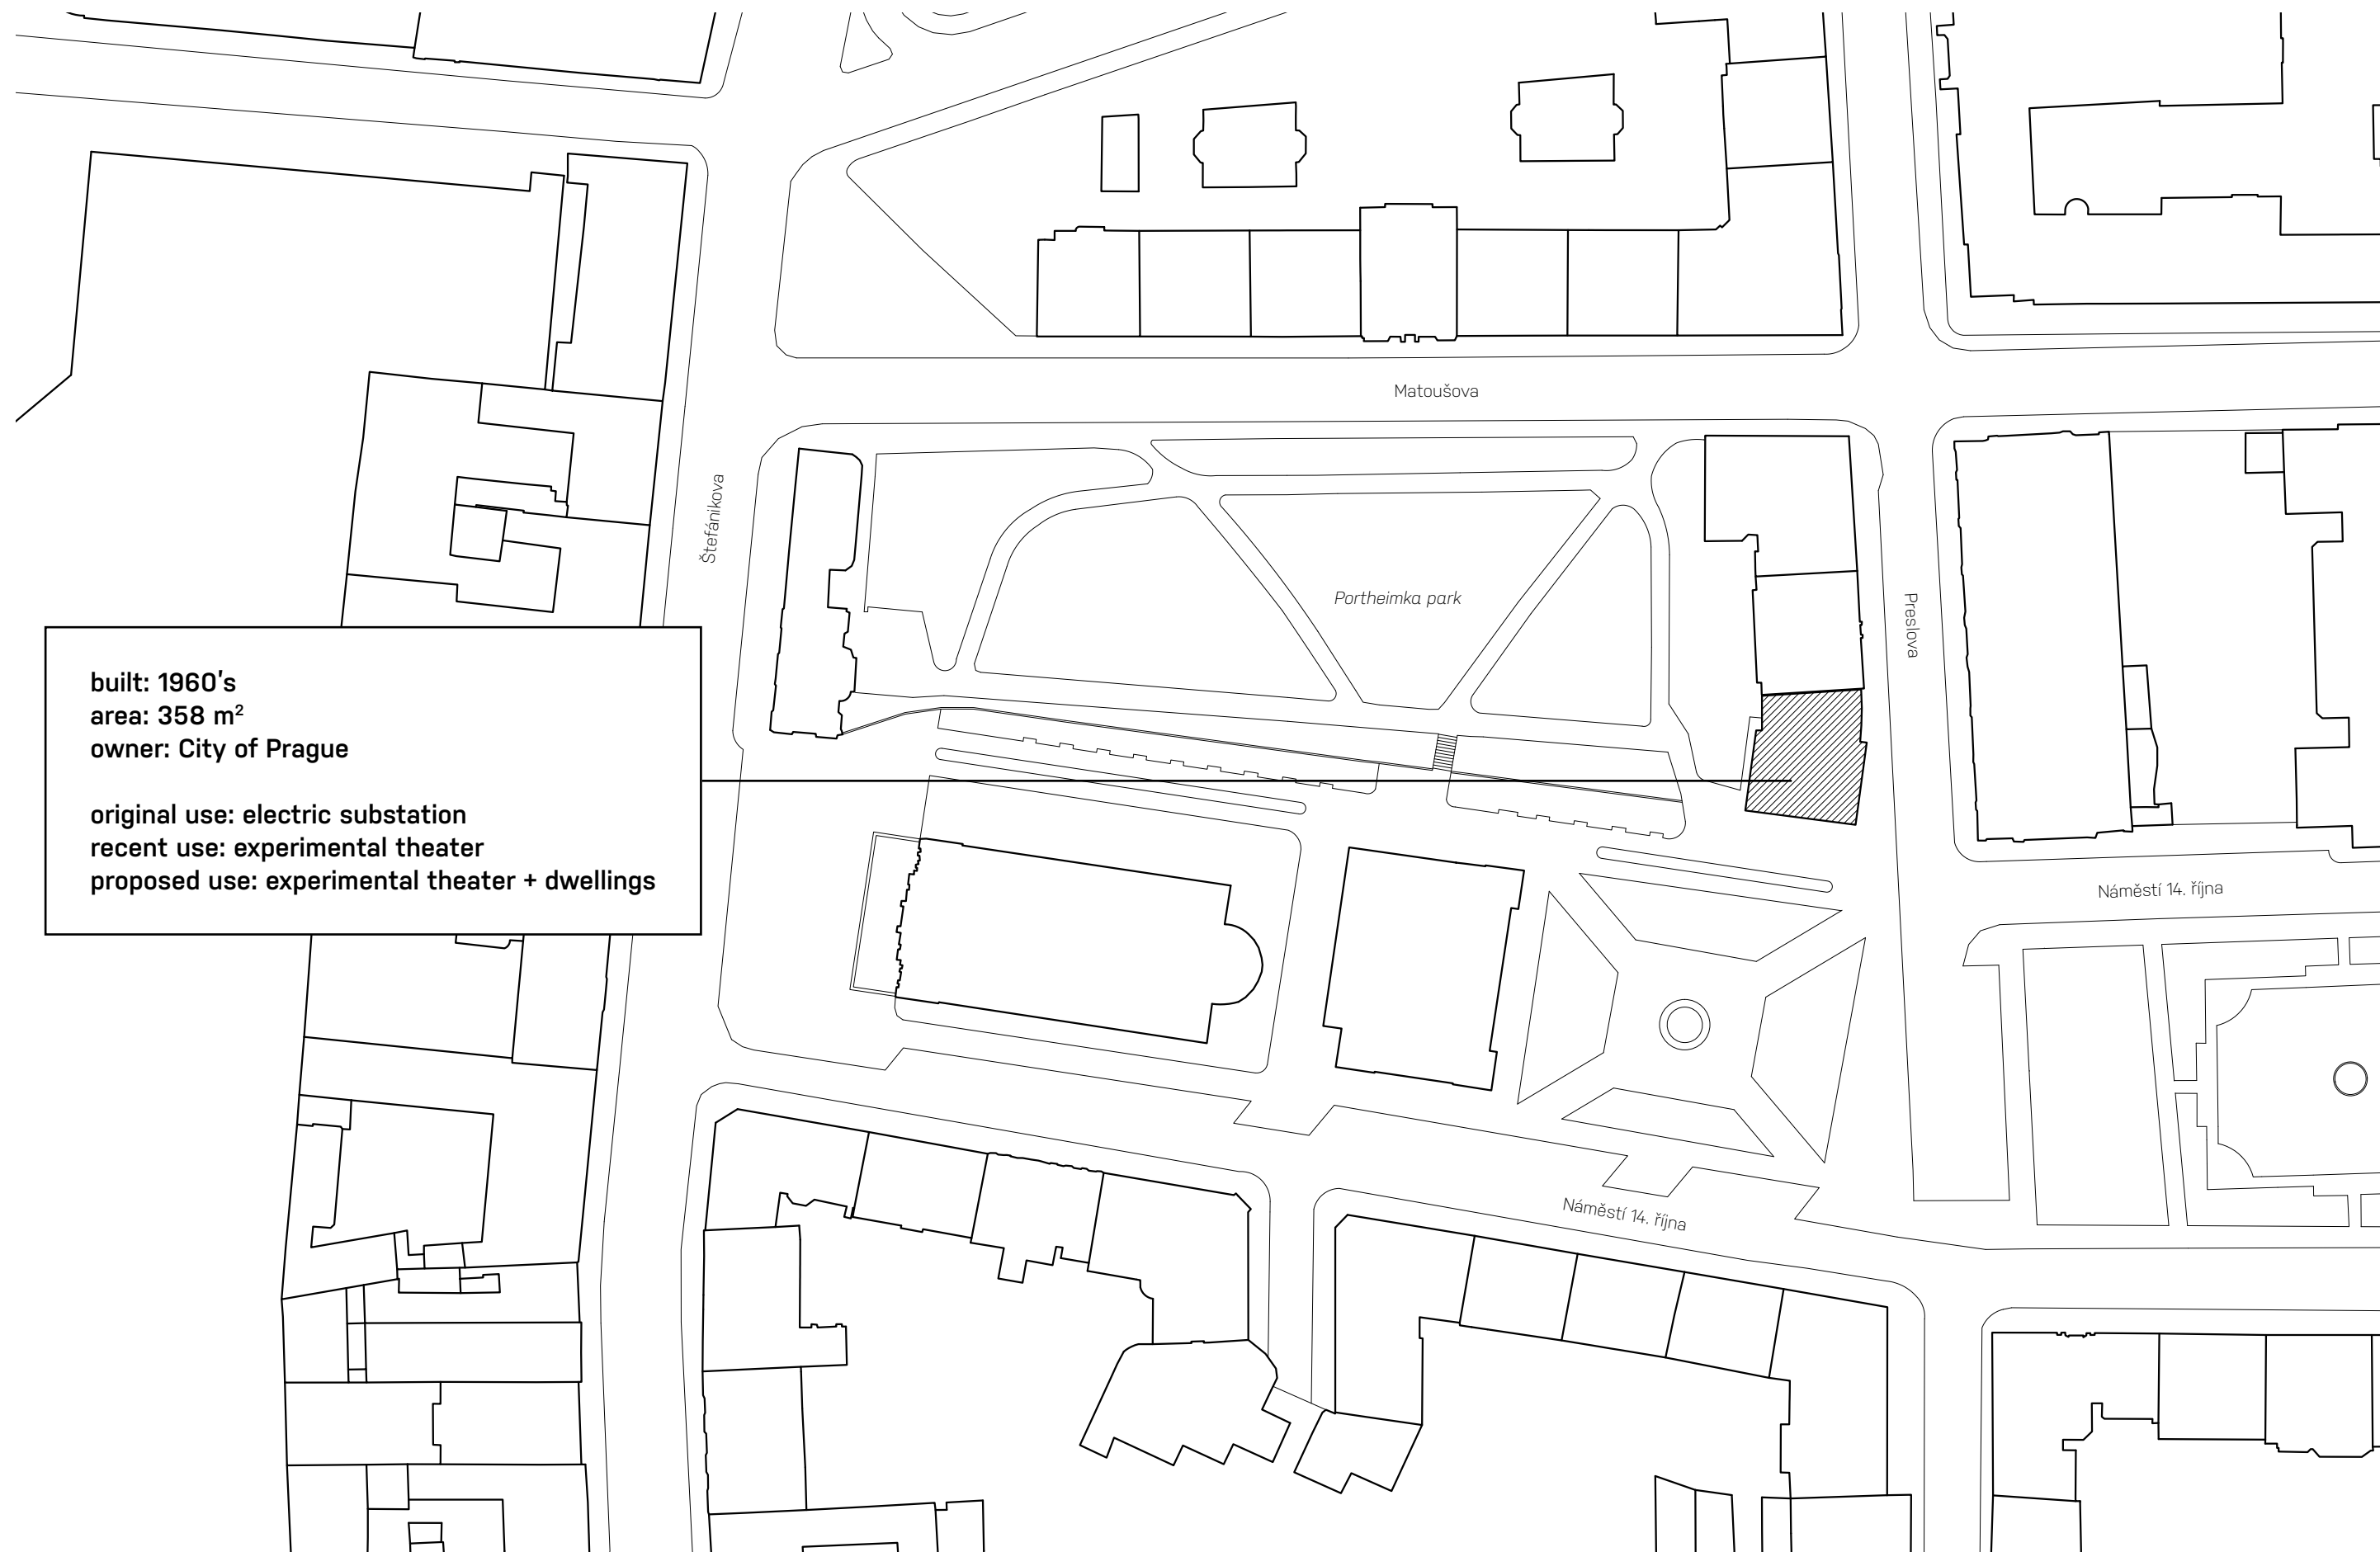 Matoušova
Štefánikova
Portheimka park
Preslova
built: 1960's
area: 358 m²
owner: City of Prague
original use: electric substation
recent use: experimental theater
proposed use: experimental theater + dwellings
Náměstí 14. října
Náměstí 14. října